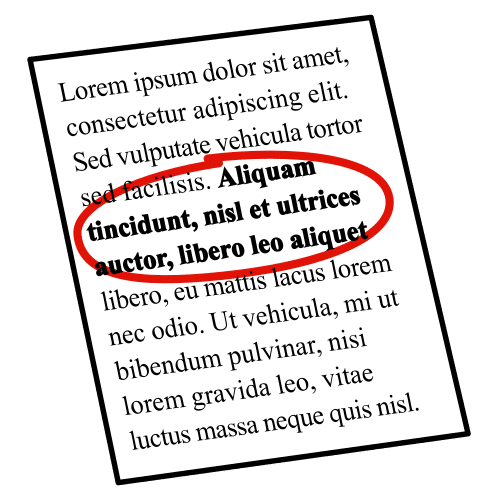 Lorem ipsum dolor sit amet,
consectetur adipiscing elit.
Sed vulputate vehicula tortor
sed facilisis. Aliquam
tincidunt, nisl et ultrices
auctor, libero leo aliquet
libero, eu mattis lacus lorem
nec odio. Ut vehicula, mi ut
bibendum pulvinar, nisi
lorem gravida leo, vitae
luctus massa neque quis nisl.